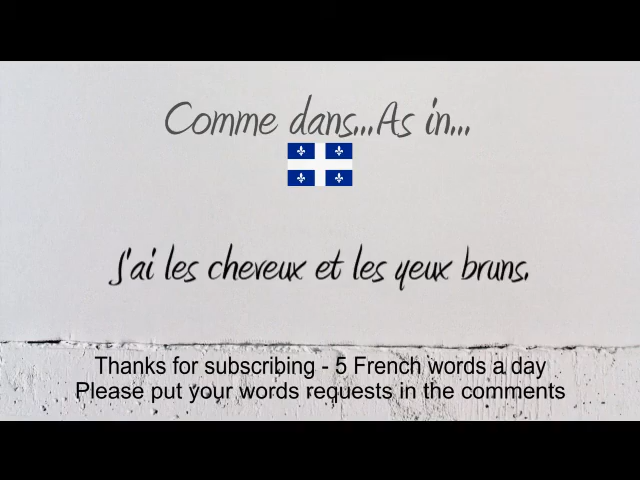 Comme dans...As in...
J'ai les cheveux et les yeux bruns.
Thanks for subscribing - 5 French words a day
Please put your words requests in the comments